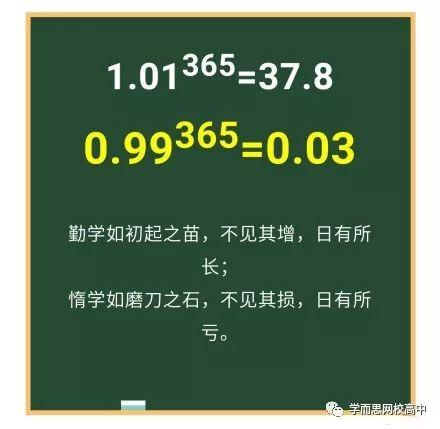 1.01³⁶⁵=37.8
0.99³⁶⁵=0.03
勤学如初起之苗，不见其增，日有所
长；
惰学如磨刀之石，不见其损，日有所
亏。
学而思网校高中